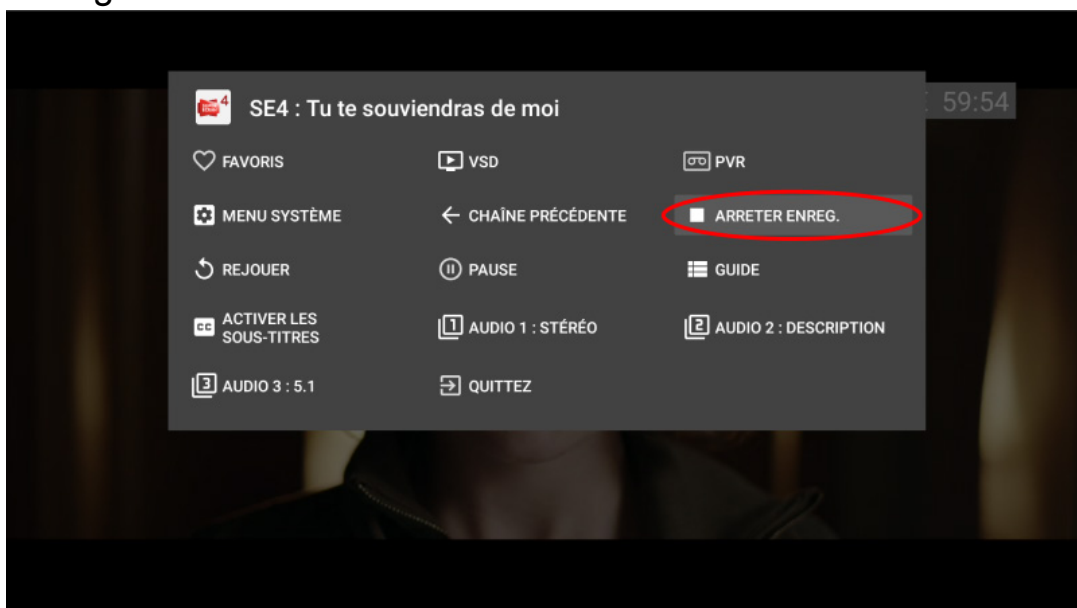 SE4 : Tu te souviendras de moi
59:54
FAVORIS
VSD
PVR
MENU SYSTÈME
CHAÎNE PRÉCÉDENTE
ARRETER ENREG.
REJOUER
PAUSE
GUIDE
ACTIVER LES
SOUS-TITRES
AUDIO 1 : STÉRÉO
AUDIO 2 : DESCRIPTION
AUDIO 3 : 5.1
QUITTEZ